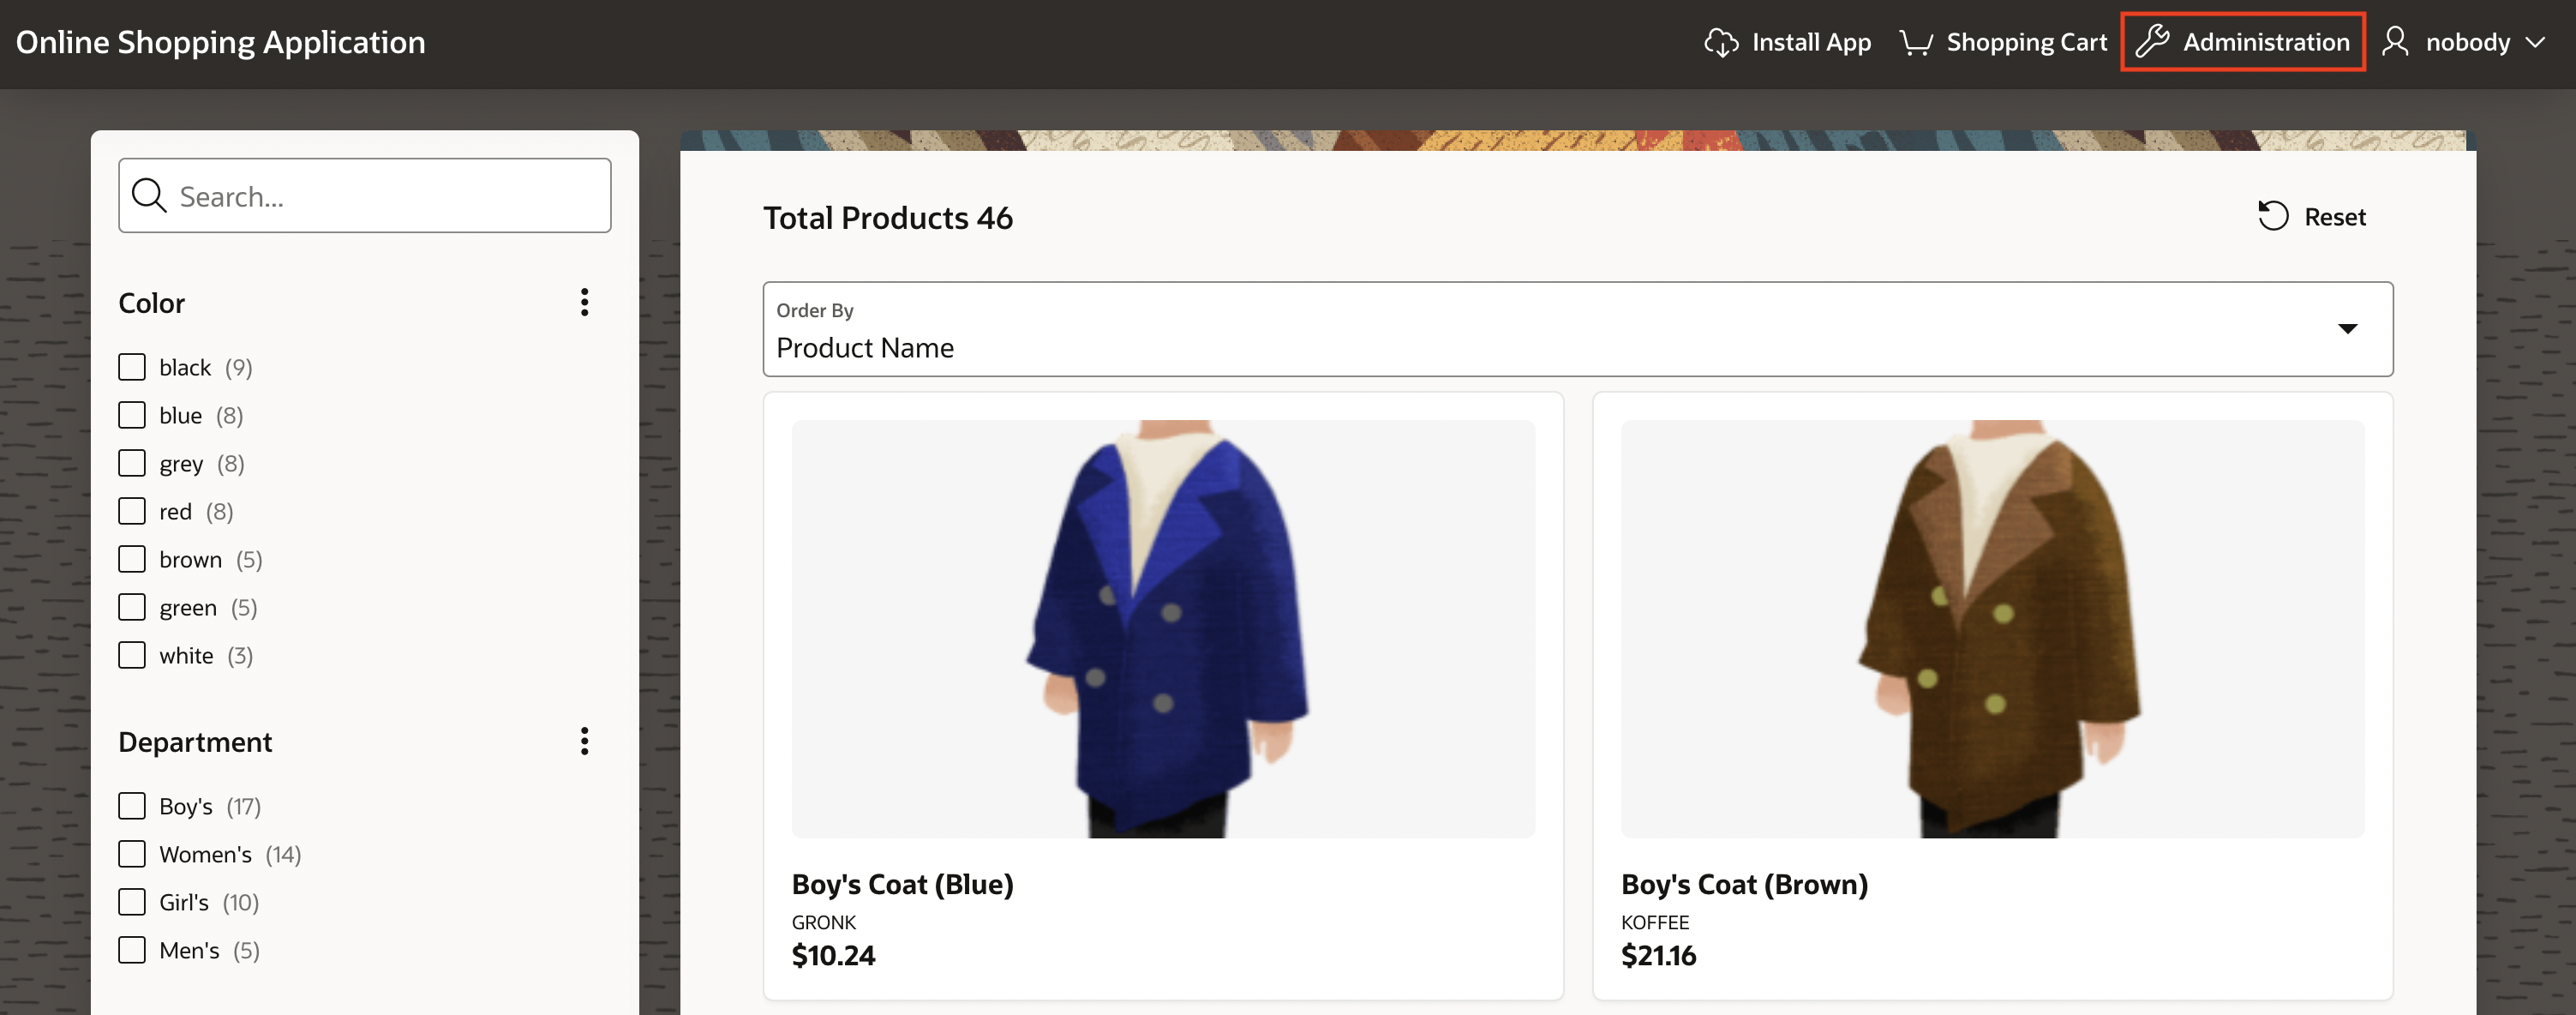 Online Shopping Application
Install App
Shopping Cart
Administration
nobody
Search...
Color
black (9)
blue (8)
grey (8)
red (8)
brown (5)
green (5)
white (3)
Department
Boy's (17)
Women's (14)
Girl's (10)
Men's (5)
Total Products 46
Reset
Order By
Product Name
Boy's Coat (Blue)
GRONK
$10.24
Boy's Coat (Brown)
KOFFEE
$21.16